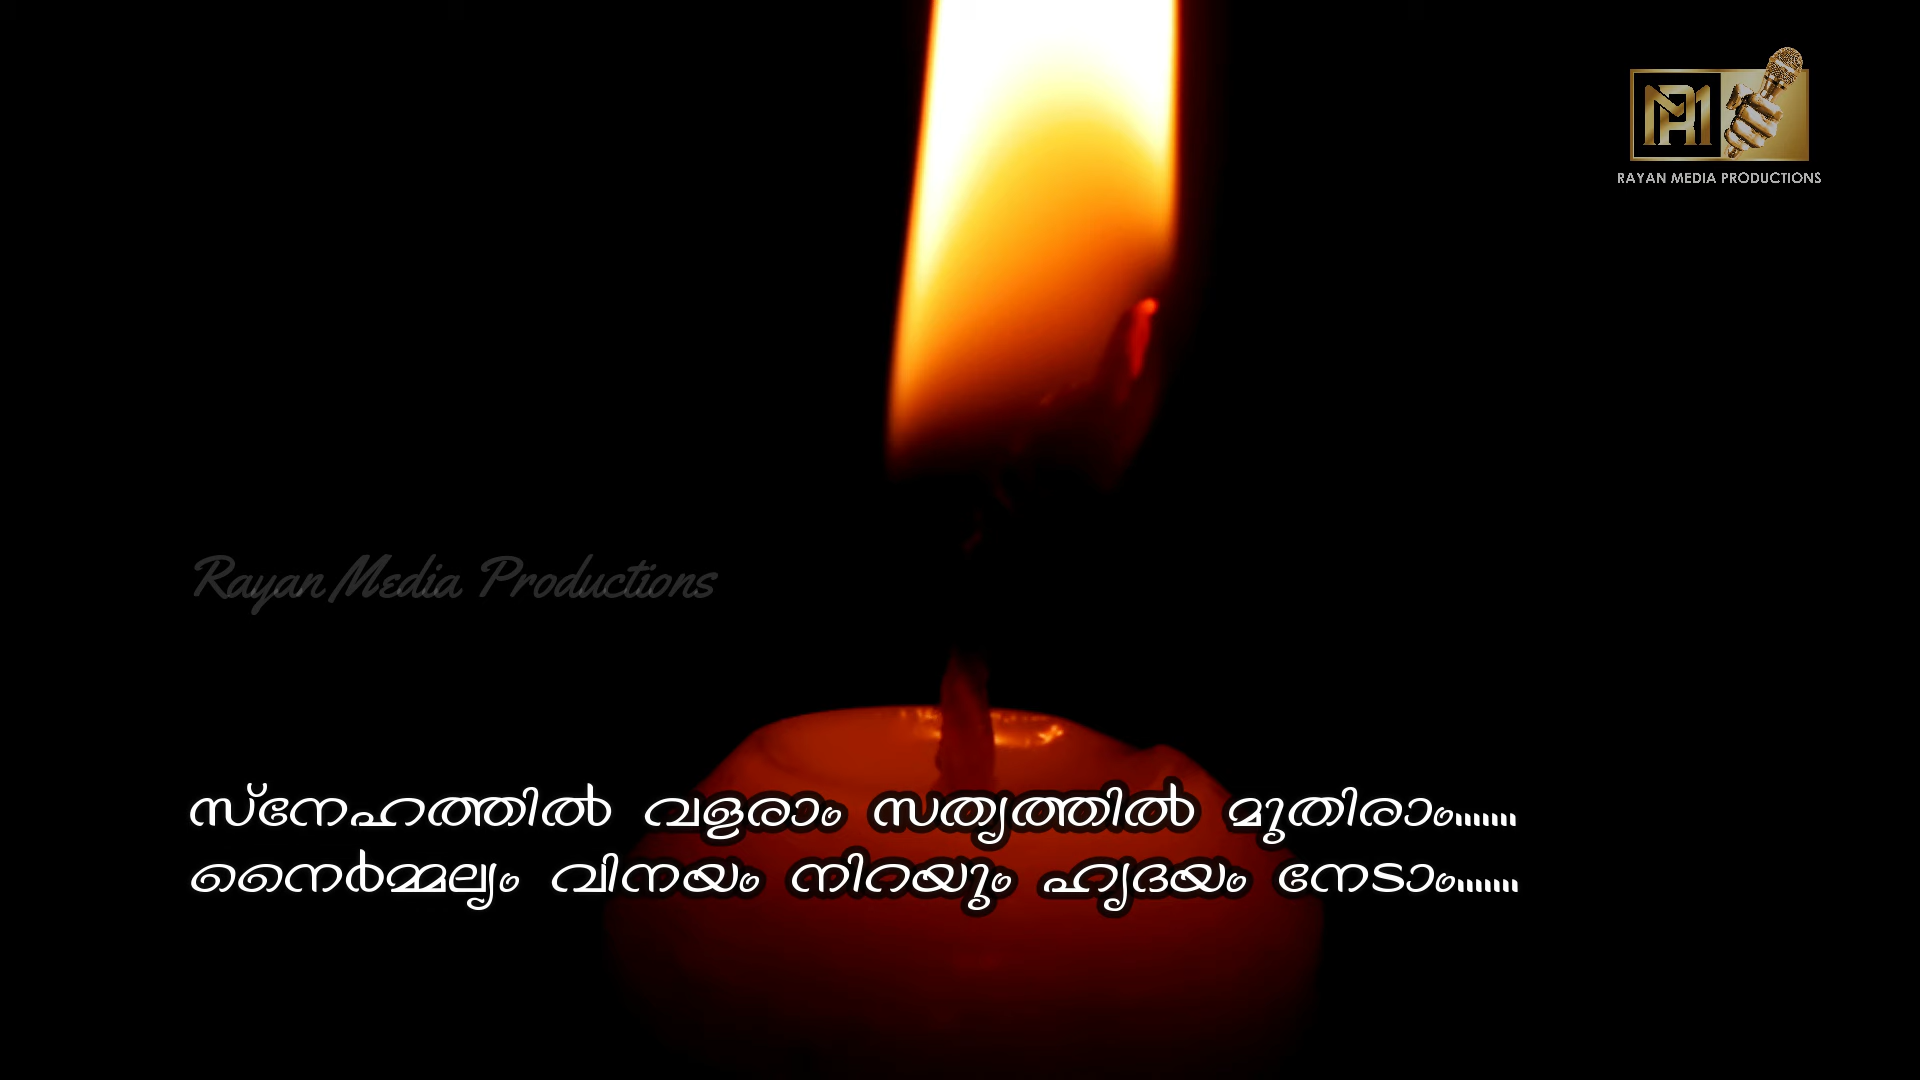 RAYAN MEDIA PRODUCTIONS
Rayan Media Productions
സ്നേഹത്തിൽ വളരാം സത്യത്തിൽ മുതിരാം......
നൈർമ്മല്യം വിനയം നിറയും ഹൃദയം നേടാം......